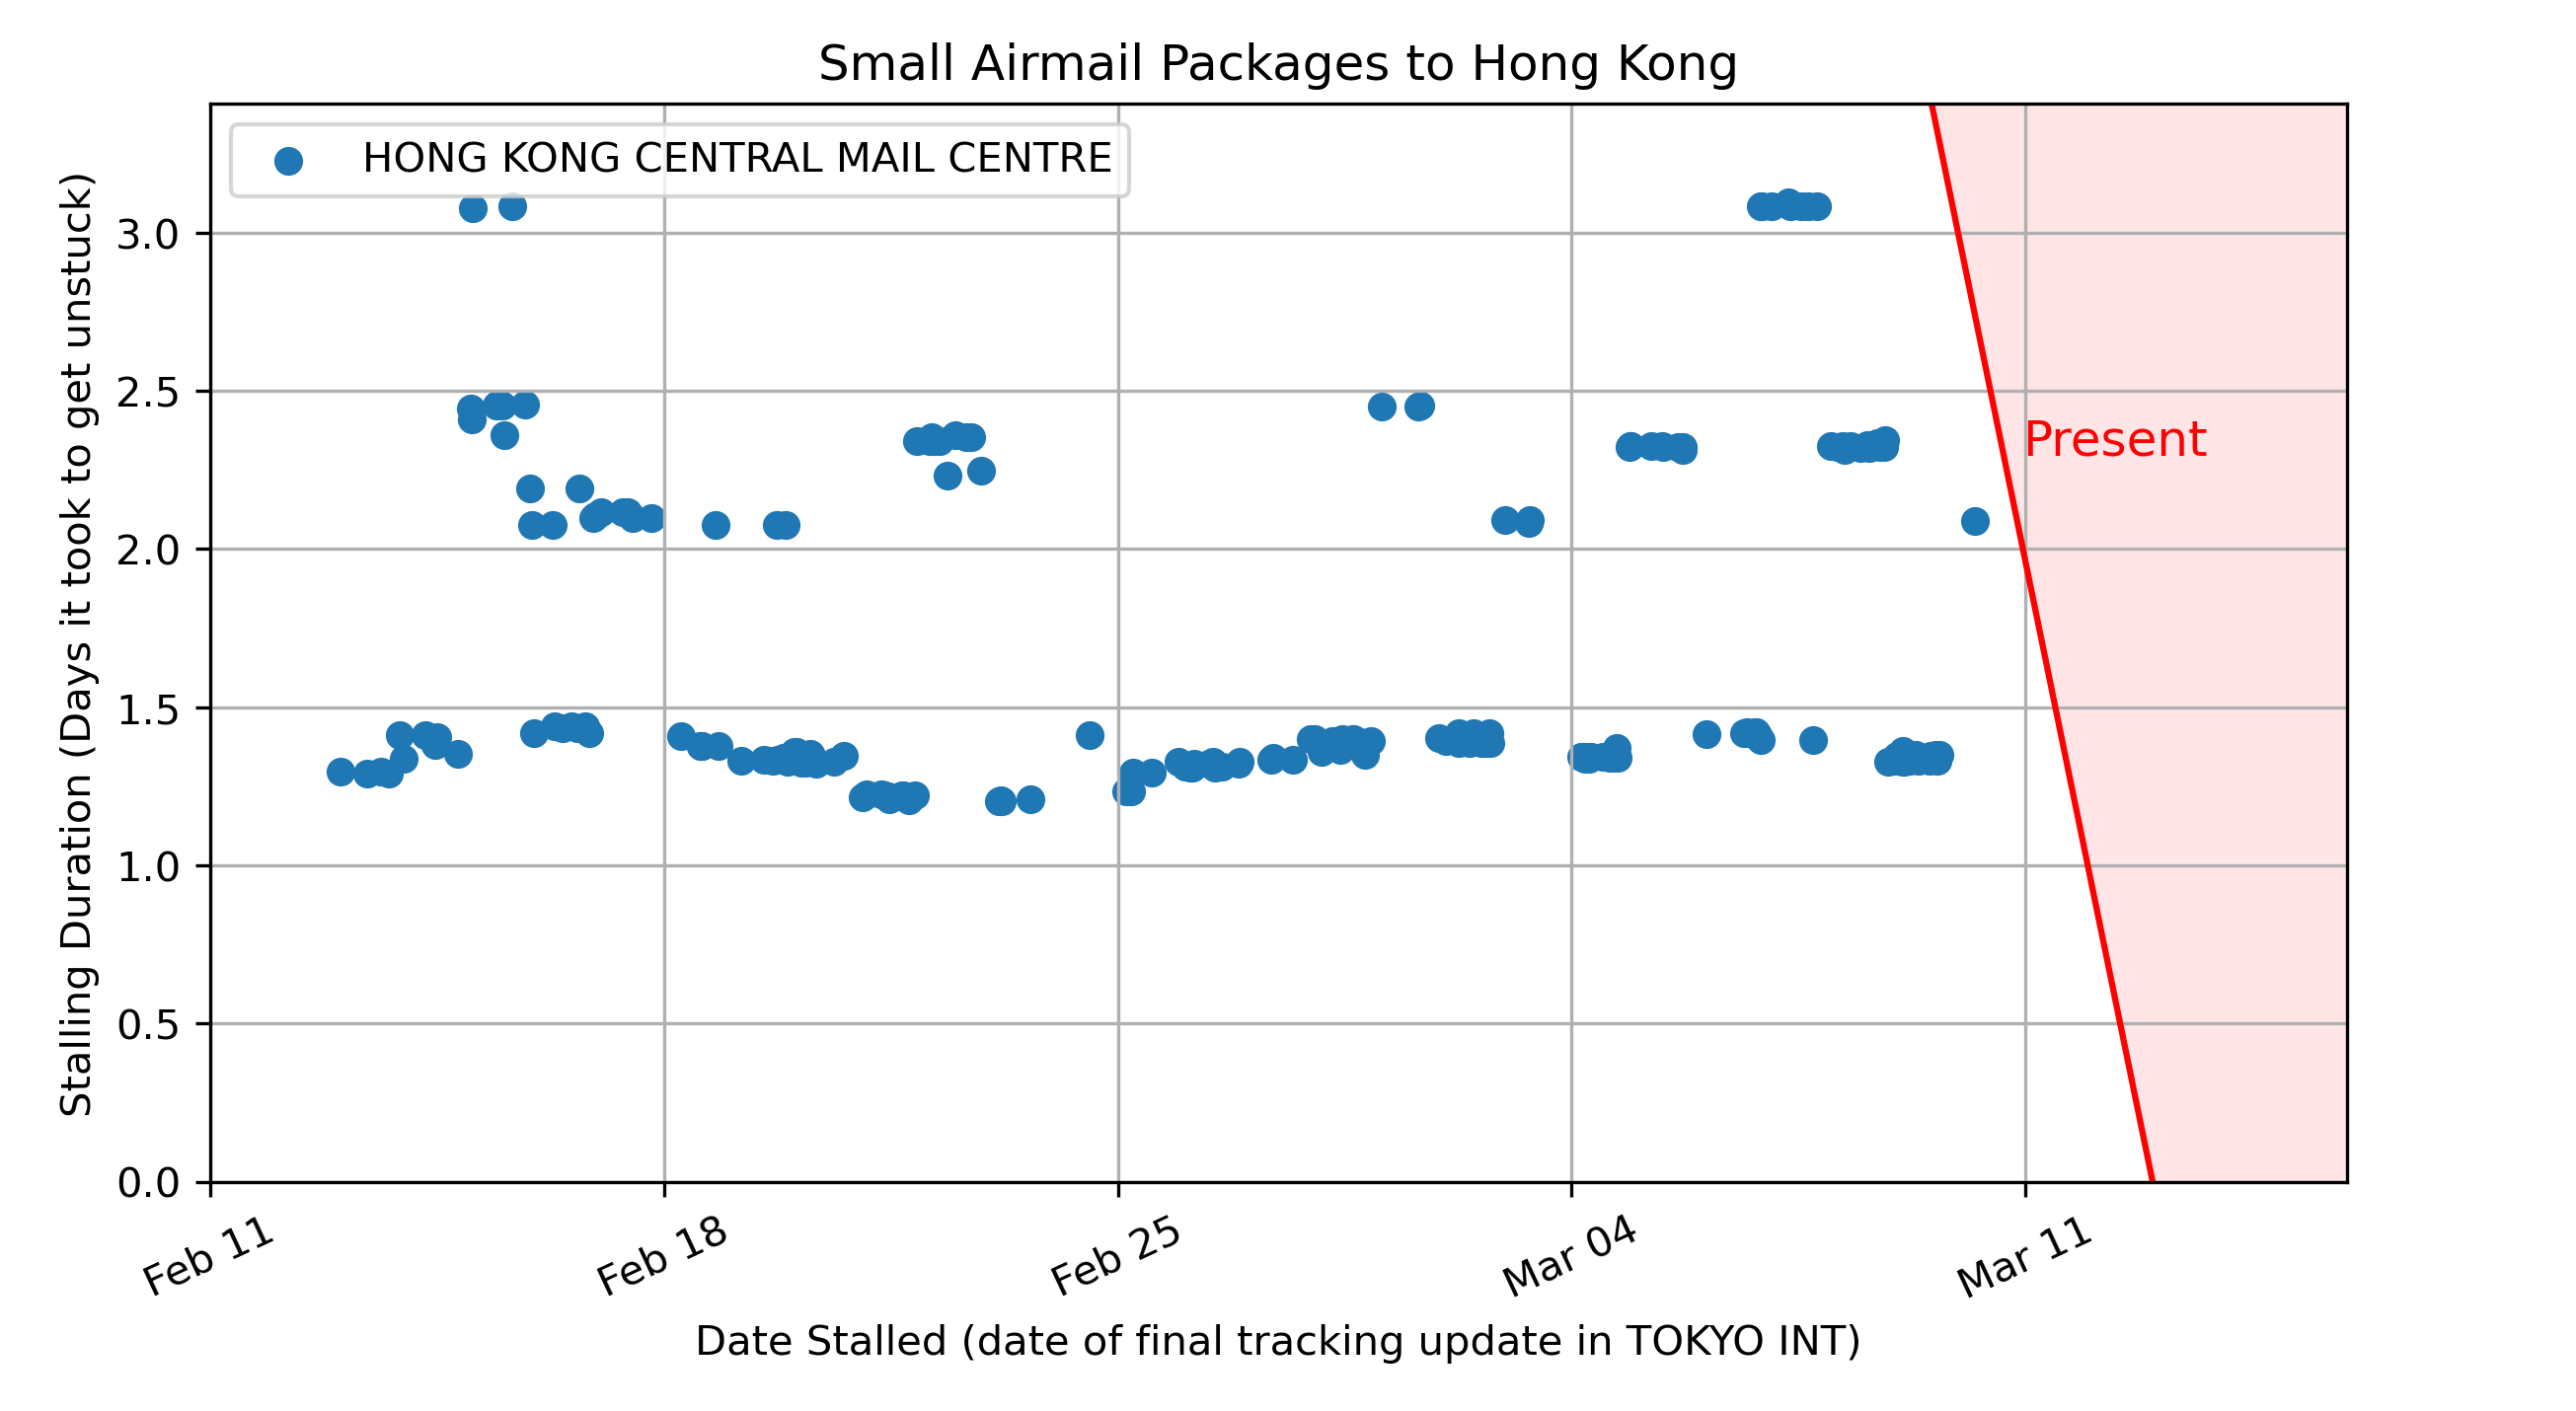 Small Airmail Packages to Hong Kong
HONG KONG CENTRAL MAIL CENTRE
Stalling Duration (Days it took to get unstuck)
3.0
2.5
2.0
1.5
1.0
0.5
0.0
Present
Feb 11
Feb 18
Feb 25
Mar 04
Mar 11
Date Stalled (date of final tracking update in TOKYO INT)